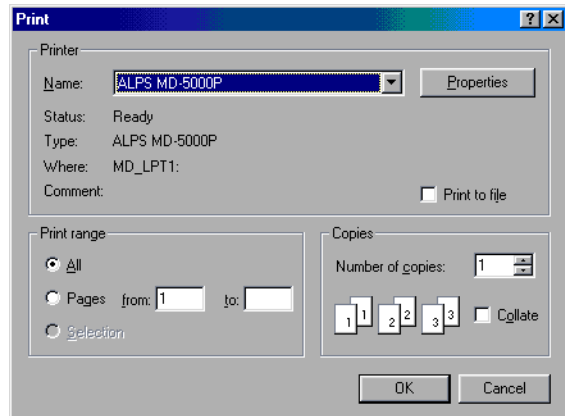 Print
Printer
Name: ALPS MD-5000P Properties
Status: Ready
Type: ALPS MD-5000P
Where: MD_LPT1:
Comment: Print to file
Print range
All
Pages from: 1 to:
Selection
Copies
Number of copies: 1
1 1 2 2 3 3 Collate
OK Cancel